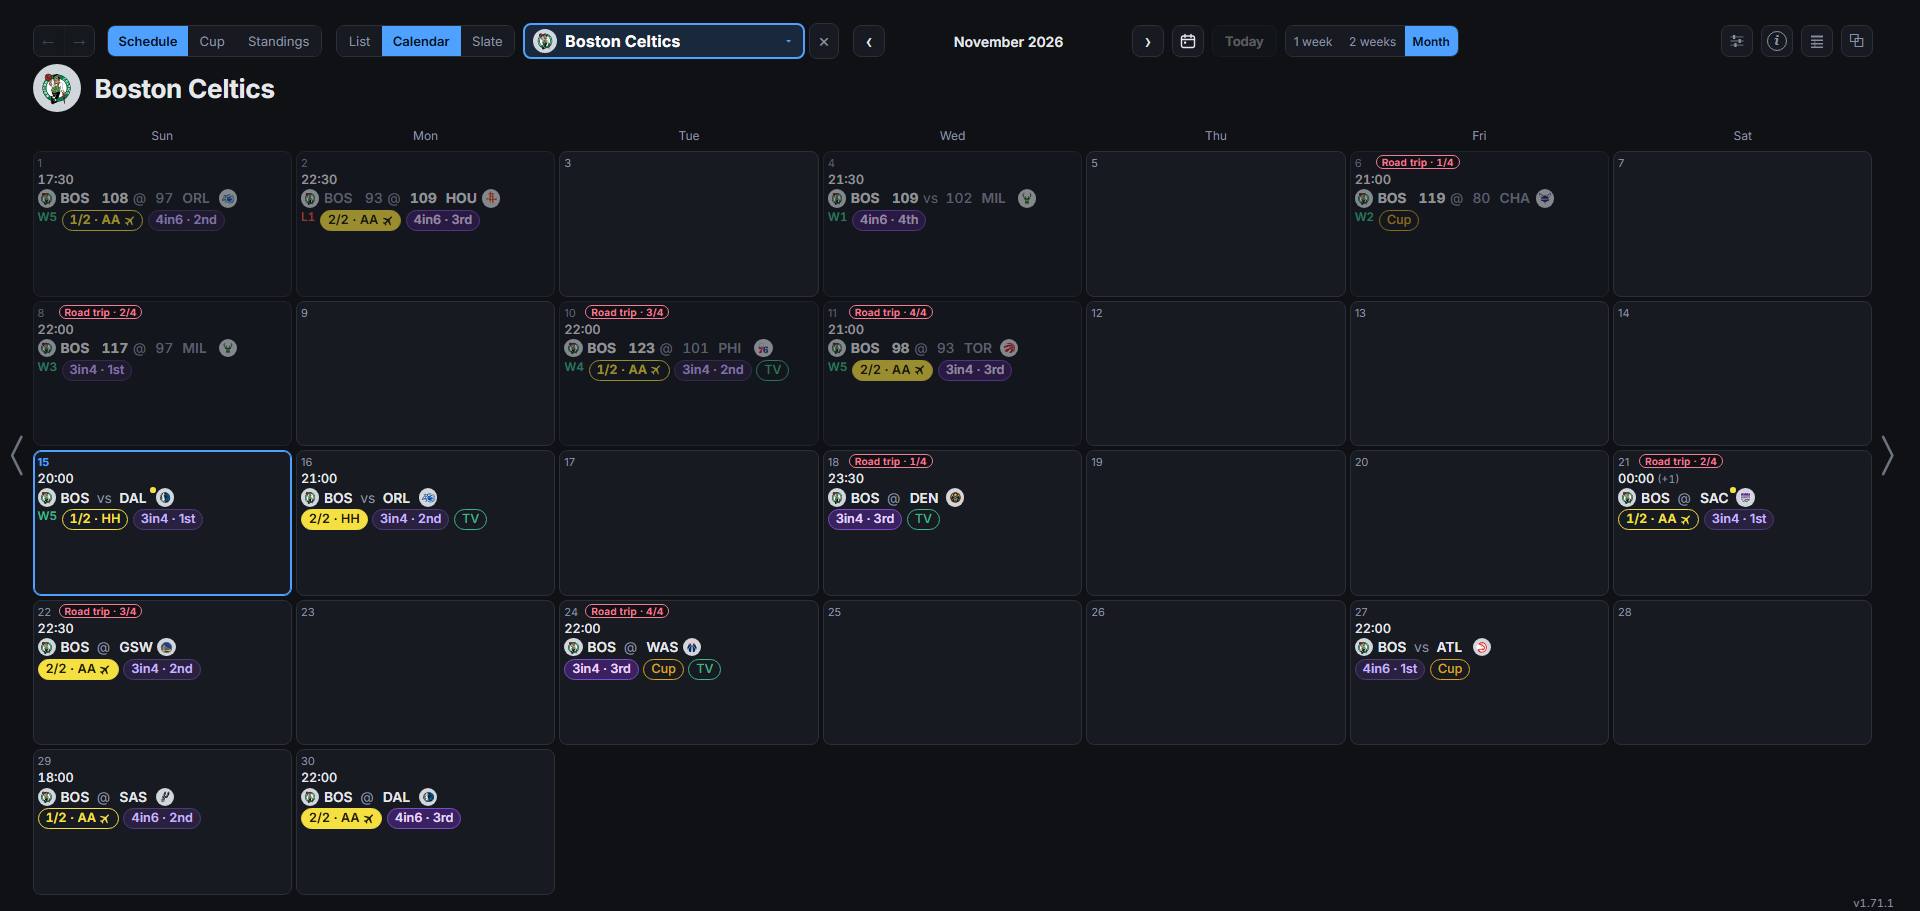 ← → Schedule Cup Standings List Calendar Slate Boston Celtics × ‹ November 2026 › Today 1 week 2 weeks Month
Boston Celtics
Sun Mon Tue Wed Thu Fri Sat
1
17:30
BOS 108 @ 97 ORL
W5 1/2 · AA 4in6 · 2nd
2
22:30
BOS 93 @ 109 HOU
L1 2/2 · AA 4in6 · 3rd
3
4
21:30
BOS 109 vs 102 MIL
W1 4in6 · 4th
5
6 Road trip · 1/4
21:00
BOS 119 @ 80 CHA
W2 Cup
7
8 Road trip · 2/4
22:00
BOS 117 @ 97 MIL
W3 3in4 · 1st
9
10 Road trip · 3/4
22:00
BOS 123 @ 101 PHI
W4 1/2 · AA 3in4 · 2nd TV
11 Road trip · 4/4
21:00
BOS 98 @ 93 TOR
W5 2/2 · AA 3in4 · 3rd
12
13
14
15
20:00
BOS vs DAL
W5 1/2 · HH 3in4 · 1st
16
21:00
BOS vs ORL
2/2 · HH 3in4 · 2nd TV
17
18 Road trip · 1/4
23:30
BOS @ DEN
3in4 · 3rd TV
19
20
21 Road trip · 2/4
00:00 (+1)
BOS @ SAC
1/2 · AA 3in4 · 1st
22 Road trip · 3/4
22:30
BOS @ GSW
2/2 · AA 3in4 · 2nd
23
24 Road trip · 4/4
22:00
BOS @ WAS
3in4 · 3rd Cup TV
25
26
27
22:00
BOS vs ATL
4in6 · 1st Cup
28
29
18:00
BOS @ SAS
1/2 · AA 4in6 · 2nd
30
22:00
BOS @ DAL
2/2 · AA 4in6 · 3rd
v1.71.1